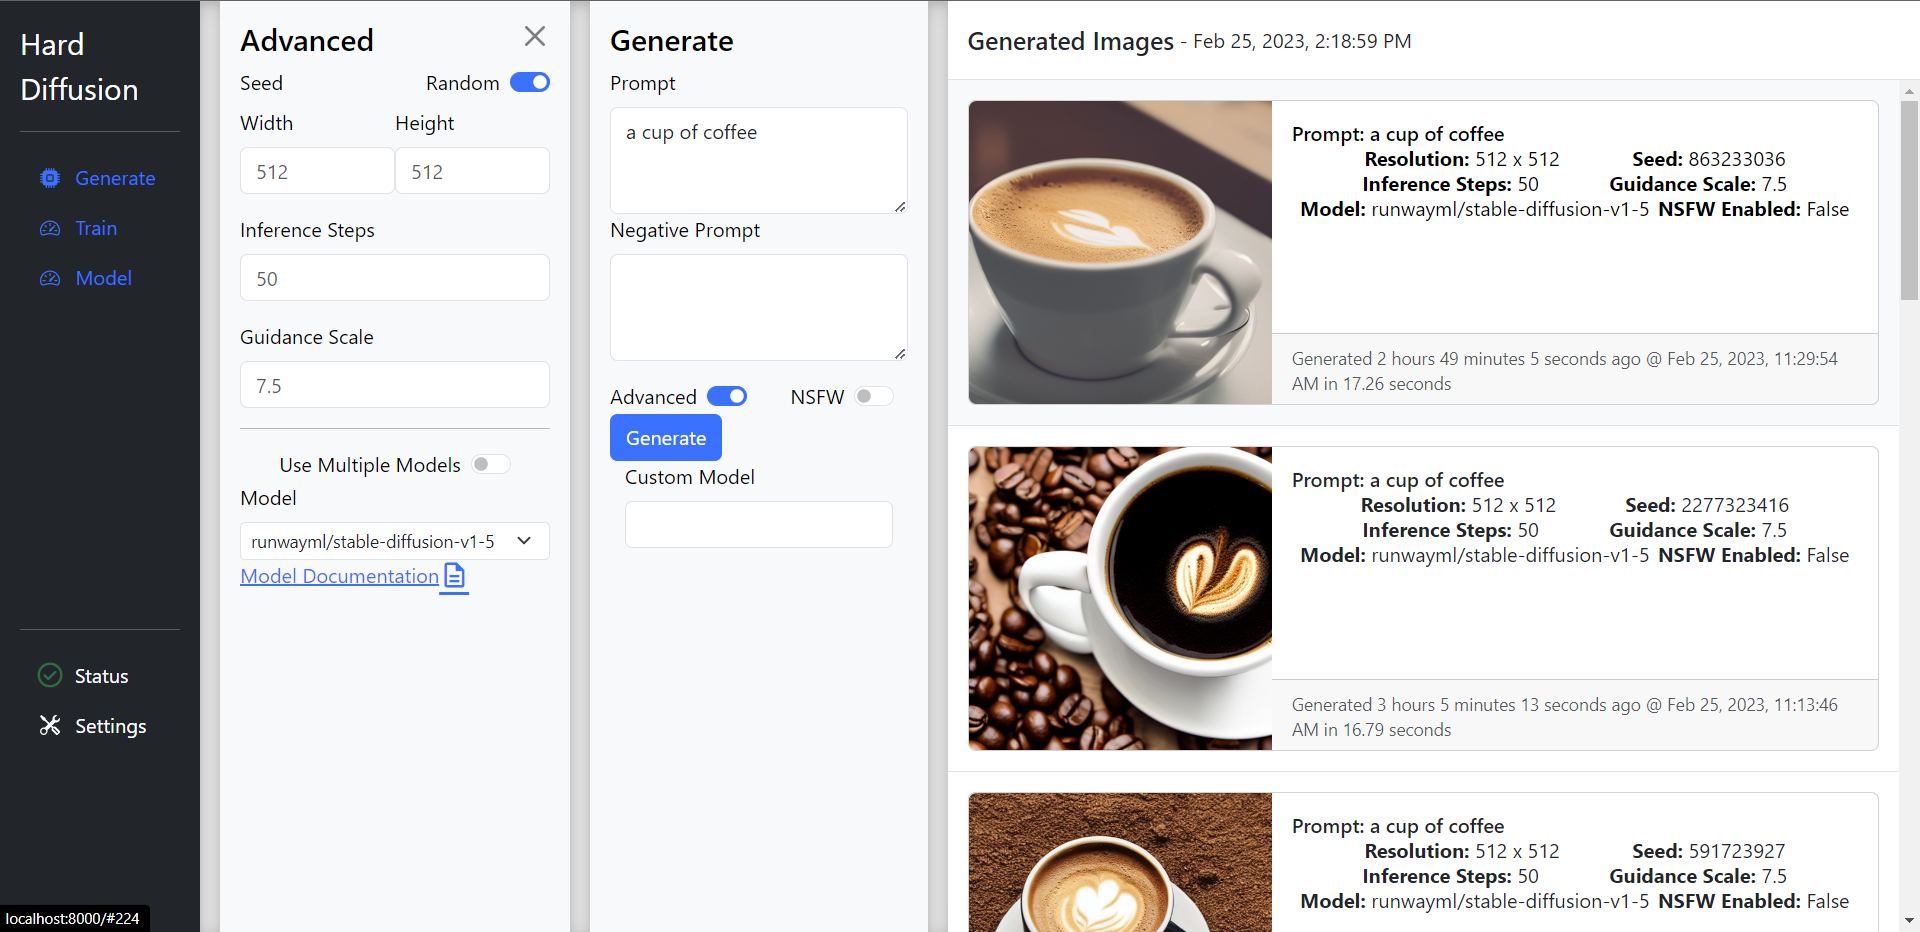 Hard
Diffusion
Generate
Train
Model
Status
Settings
localhost:8000/#224
Advanced
Seed Random
Width Height
512 512
Inference Steps
50
Guidance Scale
7.5
Use Multiple Models
Model
runwayml/stable-diffusion-v1-5
Model Documentation
Generate
Prompt
a cup of coffee
Negative Prompt
Advanced NSFW
Generate
Custom Model
Generated Images - Feb 25, 2023, 2:18:59 PM
Prompt: a cup of coffee
Resolution: 512 x 512 Seed: 863233036
Inference Steps: 50 Guidance Scale: 7.5
Model: runwayml/stable-diffusion-v1-5 NSFW Enabled: False
Generated 2 hours 49 minutes 5 seconds ago @ Feb 25, 2023, 11:29:54
AM in 17.26 seconds
Prompt: a cup of coffee
Resolution: 512 x 512 Seed: 2277323416
Inference Steps: 50 Guidance Scale: 7.5
Model: runwayml/stable-diffusion-v1-5 NSFW Enabled: False
Generated 3 hours 5 minutes 13 seconds ago @ Feb 25, 2023, 11:13:46
AM in 16.79 seconds
Prompt: a cup of coffee
Resolution: 512 x 512 Seed: 591723927
Inference Steps: 50 Guidance Scale: 7.5
Model: runwayml/stable-diffusion-v1-5 NSFW Enabled: False